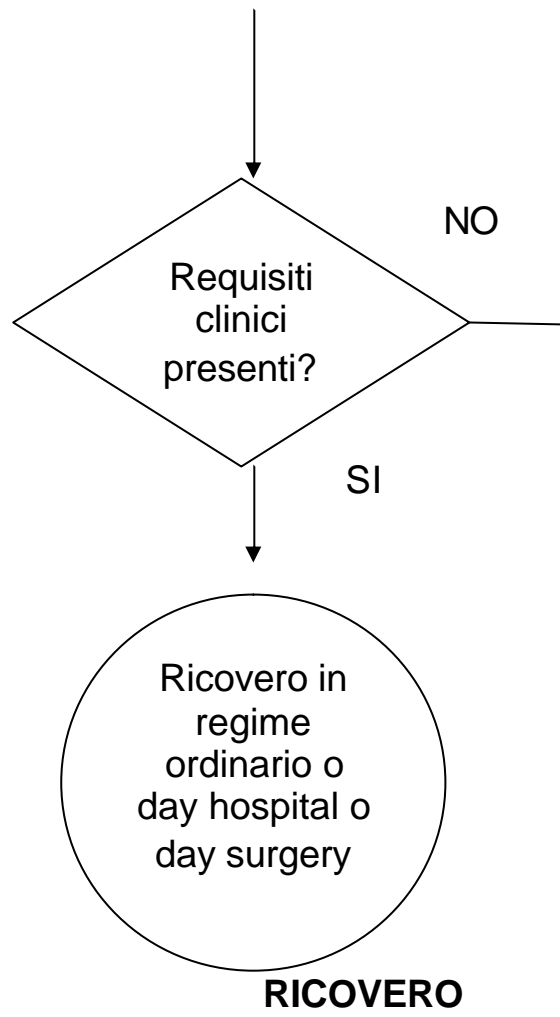 NO
Requisiti
clinici
presenti?
SI
Ricovero in
regime
ordinario o
day hospital o
day surgery
RICOVERO